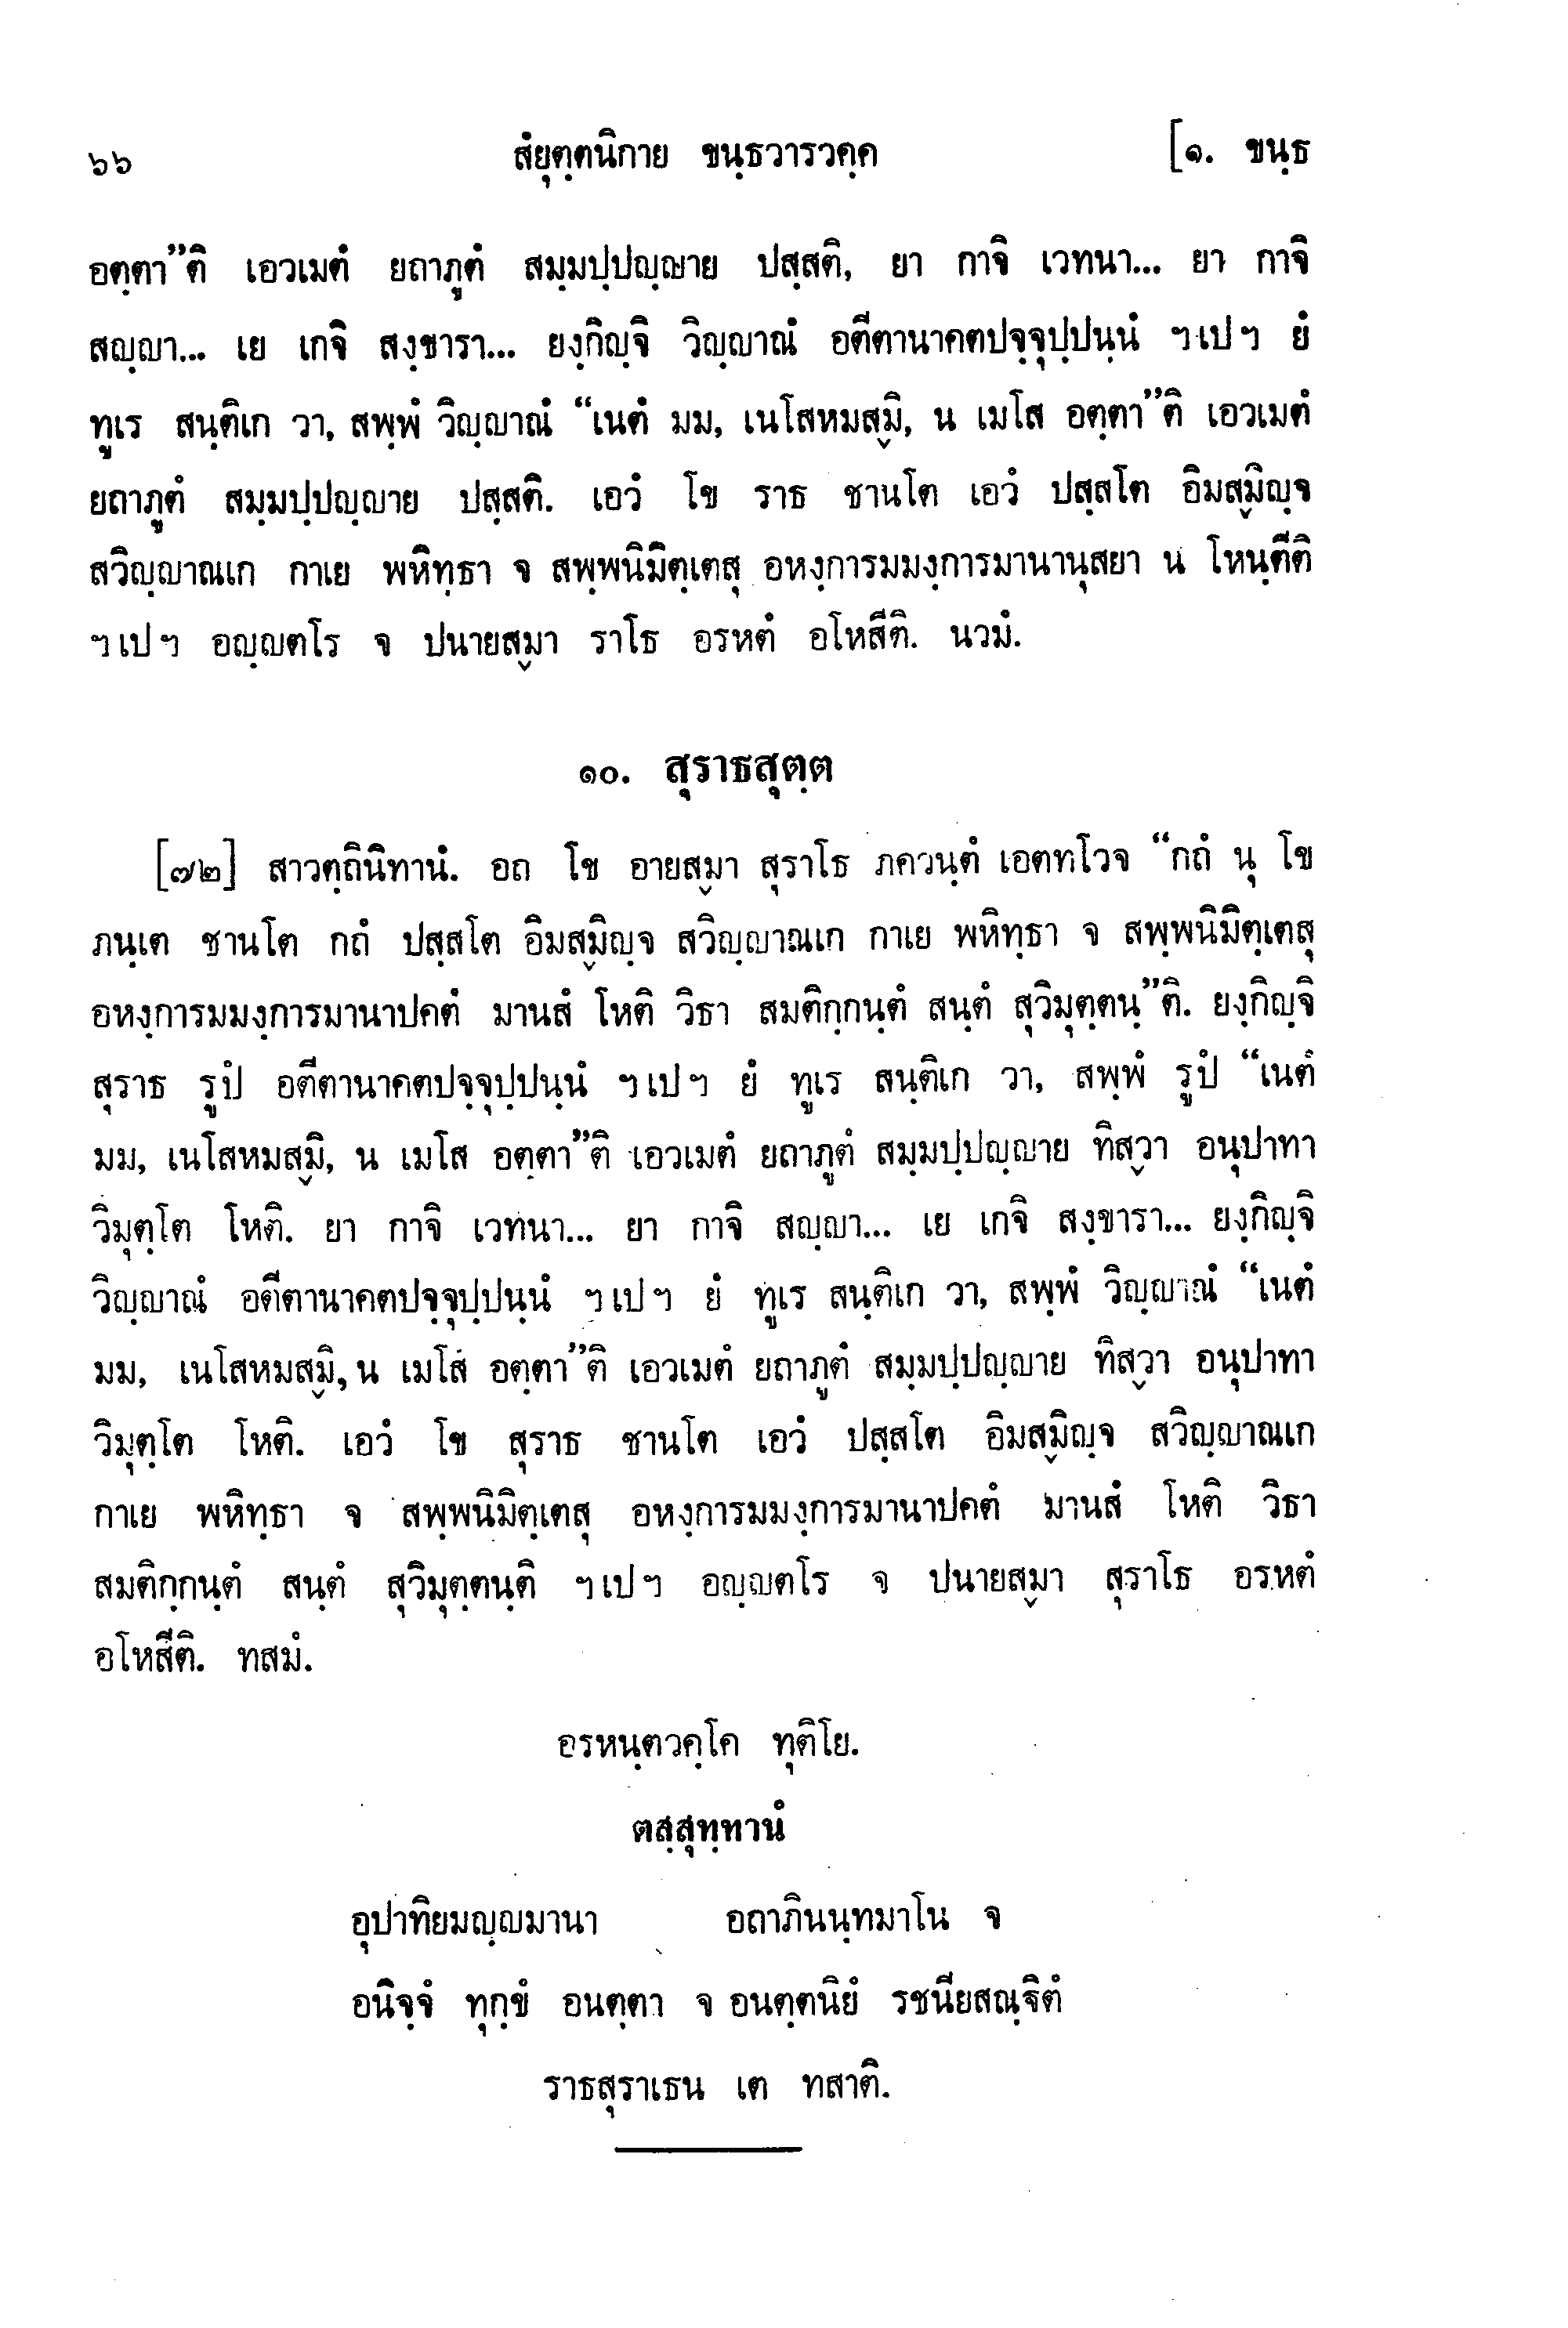 ๖๖ สํยุตฺตนิกาย ขนฺธวารวคฺค [๑. ขนฺธ
อตฺตา”ติ เอวเมตํ ยถาภูตํ สมฺมปฺปญฺญาย ปสฺสติ, ยา กาจิ เวทนา... ยา กาจิ
สญฺญา... เย เกจิ สงฺขารา... ยงฺกิญฺจิ วิญฺญาณํ อตีตานาคตปจฺจุปฺปนฺนํ ฯเปฯ ยํ
ทูเร สนฺติเก วา, สพฺพํ วิญฺญาณํ “เนตํ มม, เนโสหมสฺมิ, น เมโส อตฺตา”ติ เอวเมตํ
ยถาภูตํ สมฺมปฺปญฺญาย ปสฺสติ. เอวํ โข ราธ ชานโต เอวํ ปสฺสโต อิมสฺมิญฺจ
สวิญฺญาณเก กาเย พหิทฺธา จ สพฺพนิมิตฺเตสุ อหงฺการมมงฺการมานานุสยา น โหนฺตีติ
ฯเปฯ อญฺญตโร จ ปนายสฺมา ราโธ อรหตํ อโหสีติ. นวมํ.
๑๐. สุราธสุตฺต
[๗๒] สาวตฺถินิทานํ. อถ โข อายสฺมา สุราโธ ภควนฺตํ เอตทโวจ “กถํ นุ โข
ภนฺเต ชานโต กถํ ปสฺสโต อิมสฺมิญฺจ สวิญฺญาณเก กาเย พหิทฺธา จ สพฺพนิมิตฺเตสุ
อหงฺการมมงฺการมานาปคตํ มานสํ โหติ วิธา สมติกฺกนฺตํ สนฺตํ สุวิมุตฺตนฺ”ติ. ยงฺกิญฺจิ
สุราธ รูปํ อตีตานาคตปจฺจุปฺปนฺนํ ฯเปฯ ยํ ทูเร สนฺติเก วา, สพฺพํ รูปํ “เนตํ
มม, เนโสหมสฺมิ, น เมโส อตฺตา”ติ เอวเมตํ ยถาภูตํ สมฺมปฺปญฺญาย ทิสฺวา อนุปาทา
วิมุตฺโต โหติ. ยา กาจิ เวทนา... ยา กาจิ สญฺญา... เย เกจิ สงฺขารา... ยงฺกิญฺจิ
วิญฺญาณํ อตีตานาคตปจฺจุปฺปนฺนํ ฯเปฯ ยํ ทูเร สนฺติเก วา, สพฺพํ วิญฺญาณํ “เนตํ
มม, เนโสหมสฺมิ, น เมโส อตฺตา”ติ เอวเมตํ ยถาภูตํ สมฺมปฺปญฺญาย ทิสฺวา อนุปาทา
วิมุตฺโต โหติ. เอวํ โข สุราธ ชานโต เอวํ ปสฺสโต อิมสฺมิญฺจ สวิญฺญาณเก
กาเย พหิทฺธา จ สพฺพนิมิตฺเตสุ อหงฺการมมงฺการมานาปคตํ มานสํ โหติ วิธา
สมติกฺกนฺตํ สนฺตํ สุวิมุตฺตนฺติ ฯเปฯ อญฺญตโร จ ปนายสฺมา สุราโธ อรหตํ
อโหสีติ. ทสมํ.
อรหนฺตวคฺโค ทุติโย.
ตสฺสุทฺทานํ
อุปาทิยมญฺญมานา อถาภินนฺทมาโน จ
อนิจฺจํ ทุกฺขํ อนตฺตา จ อนตฺตนิยํ รชนียสณฺจิตํ
ราธสุราเธน เต ทสาติ.